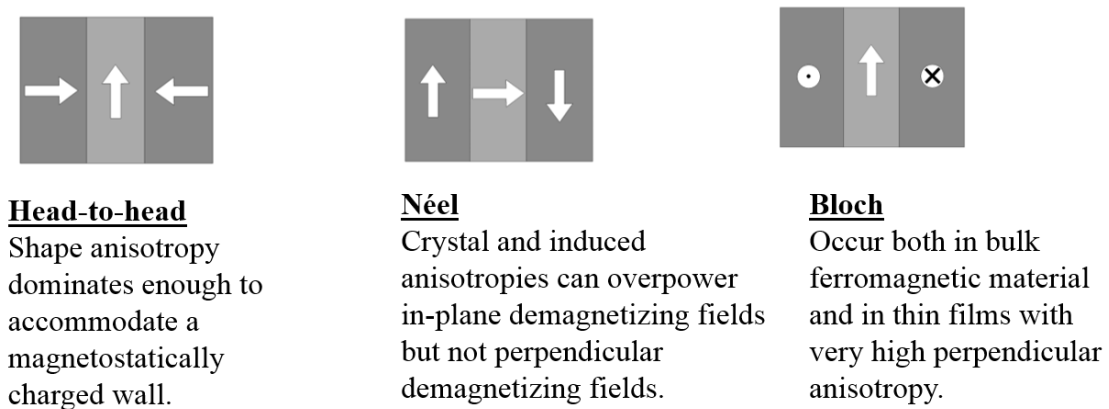 Head-to-head
Shape anisotropy
dominates enough to
accommodate a
magnetostatically
charged wall.
Néel
Crystal and induced
anisotropies can overpower
in-plane demagnetizing fields
but not perpendicular
demagnetizing fields.
Bloch
Occur both in bulk
ferromagnetic material
and in thin films with
very high perpendicular
anisotropy.